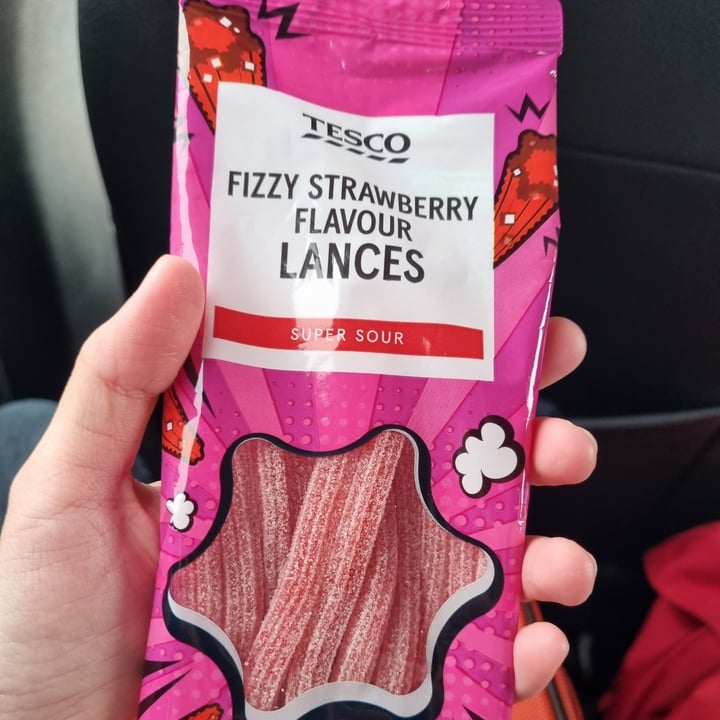 TESCO
FIZZY STRAWBERRY
FLAVOUR
LANCES
SUPER SOUR